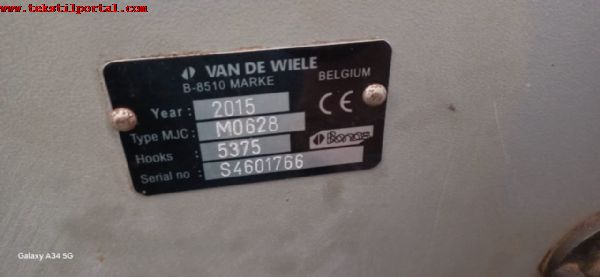 www.tekstilportal.com
VAN DE WIELE
B-8510 MARKE BELGIUM
Year : 2015 CE
Type MJC: M0628
Hooks : 5375 Bonas
Serial no : S4601766
Galaxy A34 5G